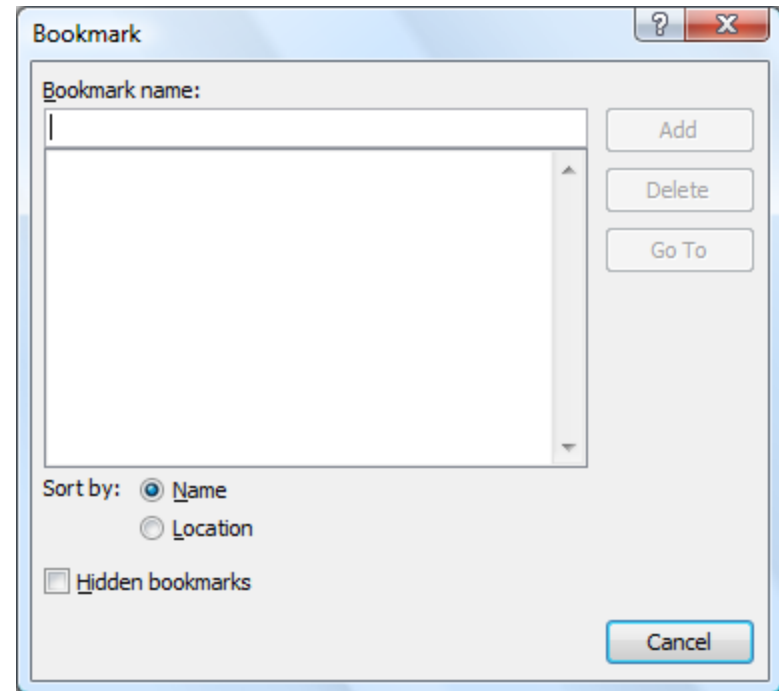 Bookmark
Bookmark name:
Add
Delete
Go To
Sort by: Name
Location
Hidden bookmarks
Cancel